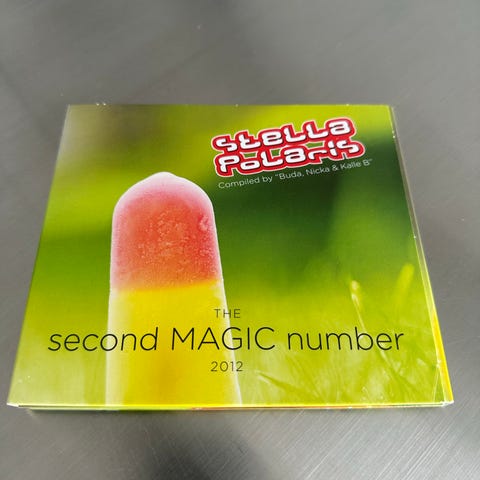 Stella
Polaris
Compiled by "Buda, Nicka & Kalle B"
THE
second MAGIC number
2012